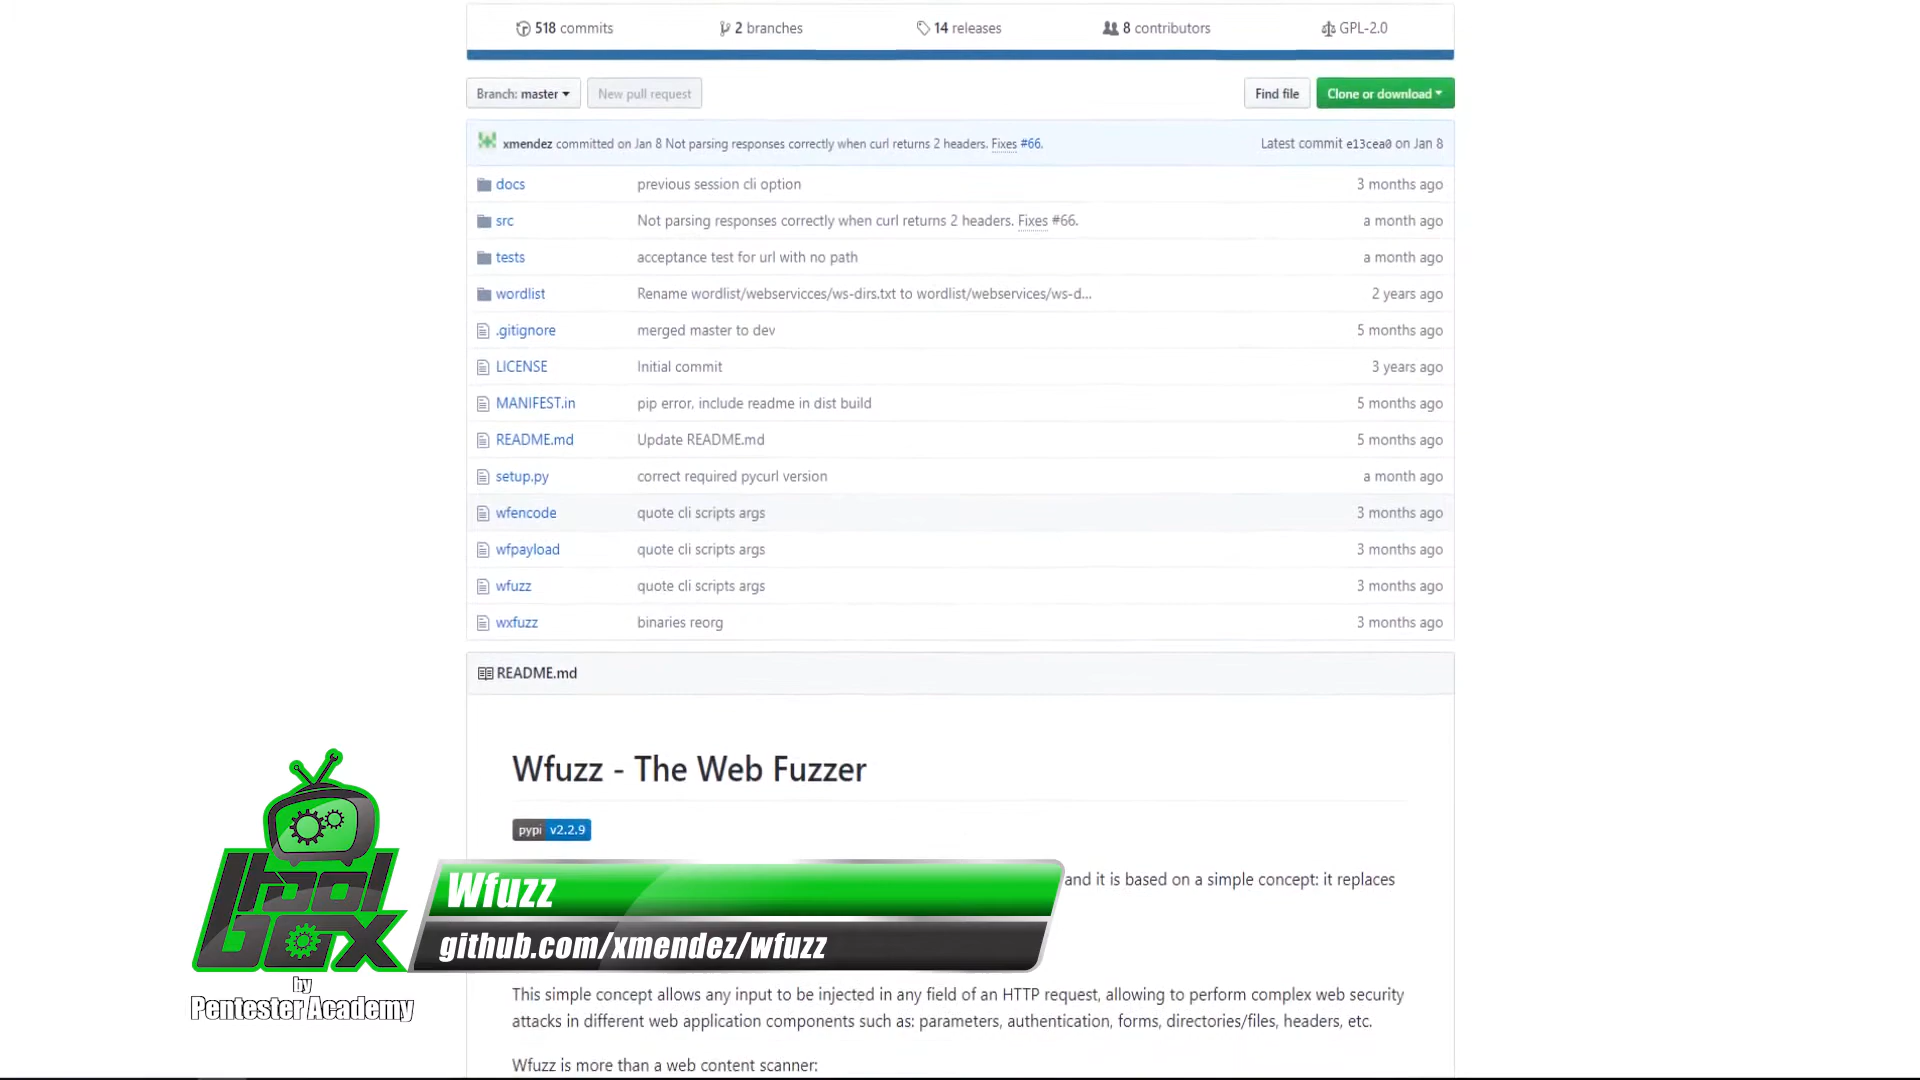 518 commits
2 branches
14 releases
8 contributors
GPL-2.0
Branch: master
New pull request
Find file
Clone or download
xmendez committed on Jan 8 Not parsing responses correctly when curl returns 2 headers. Fixes #66.
Latest commit e13cea0 on Jan 8
docs previous session cli option 3 months ago
src Not parsing responses correctly when curl returns 2 headers. Fixes #66. a month ago
tests acceptance test for url with no path a month ago
wordlist Rename wordlist/webservicces/ws-dirs.txt to wordlist/webservices/ws-d... 2 years ago
.gitignore merged master to dev 5 months ago
LICENSE Initial commit 3 years ago
MANIFEST.in pip error, include readme in dist build 5 months ago
README.md Update README.md 5 months ago
setup.py correct required pycurl version a month ago
wfencode quote cli scripts args 3 months ago
wfpayload quote cli scripts args 3 months ago
wfuzz quote cli scripts args 3 months ago
wxfuzz binaries reorg 3 months ago
README.md
Wfuzz - The Web Fuzzer
pypi v2.2.9
and it is based on a simple concept: it replaces
Wfuzz
github.com/xmendez/wfuzz
by
Pentester Academy
This simple concept allows any input to be injected in any field of an HTTP request, allowing to perform complex web security
attacks in different web application components such as: parameters, authentication, forms, directories/files, headers, etc.
Wfuzz is more than a web content scanner: